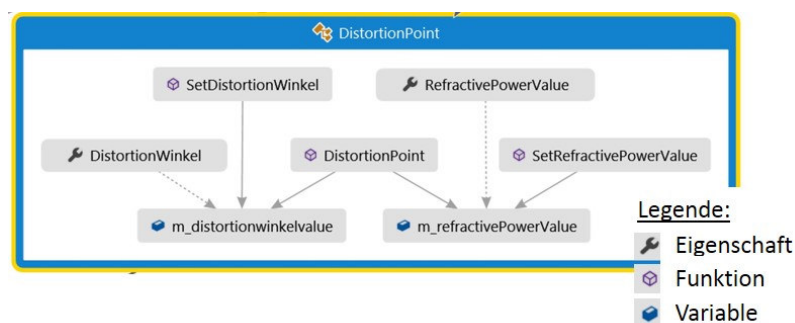 DistortionPoint
SetDistortionWinkel
RefractivePowerValue
DistortionWinkel
DistortionPoint
SetRefractivePowerValue
m_distortionwinkelvalue
m_refractivePowerValue
Legende:
Eigenschaft
Funktion
Variable